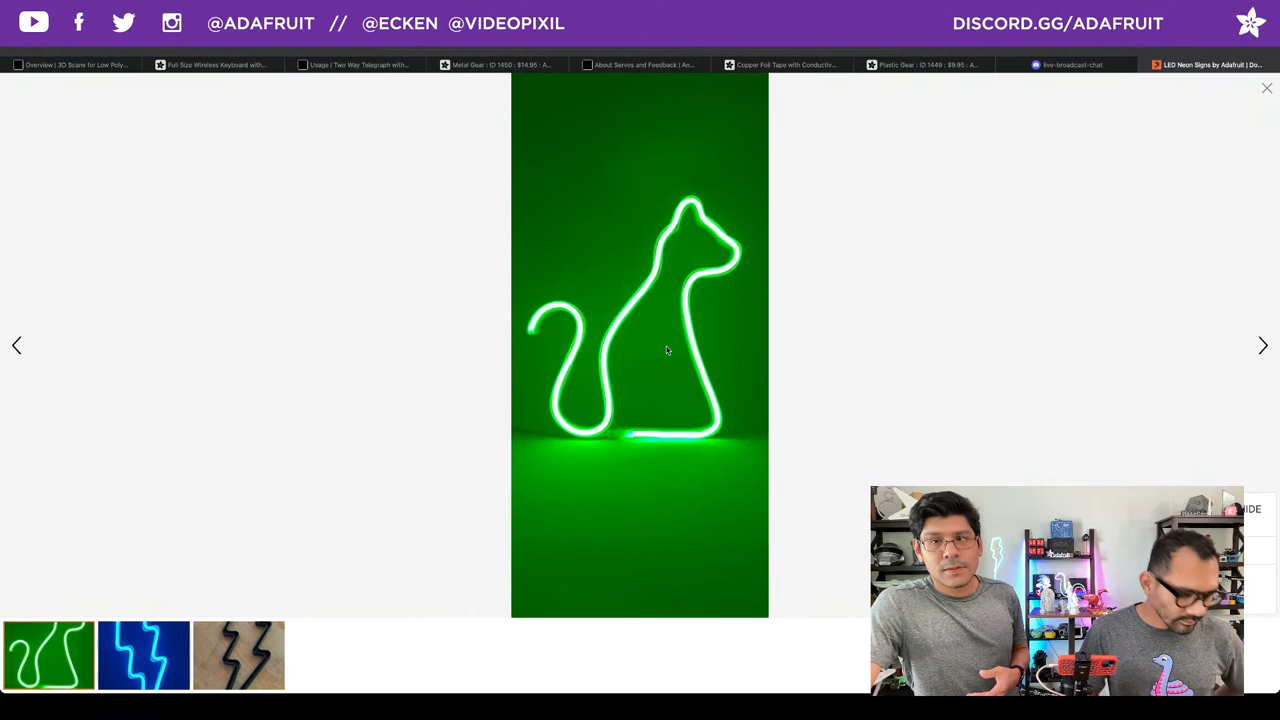 @ADAFRUIT // @ECKEN @VIDEOPIXIL
DISCORD.GG/ADAFRUIT
Overview | 3D Scans for Low Poly...
Full Size Wireless Keyboard with...
Usage | Two Way Telegraph with...
Metal Gear : ID 1450 : $14.95 : A...
About Servos and Feedback | An...
Copper Foil Tape with Conductiv...
Plastic Gear : ID 1449 : $9.95 : A...
live-broadcast-chat
LED Neon Signs by Adafruit | Do...
IDE